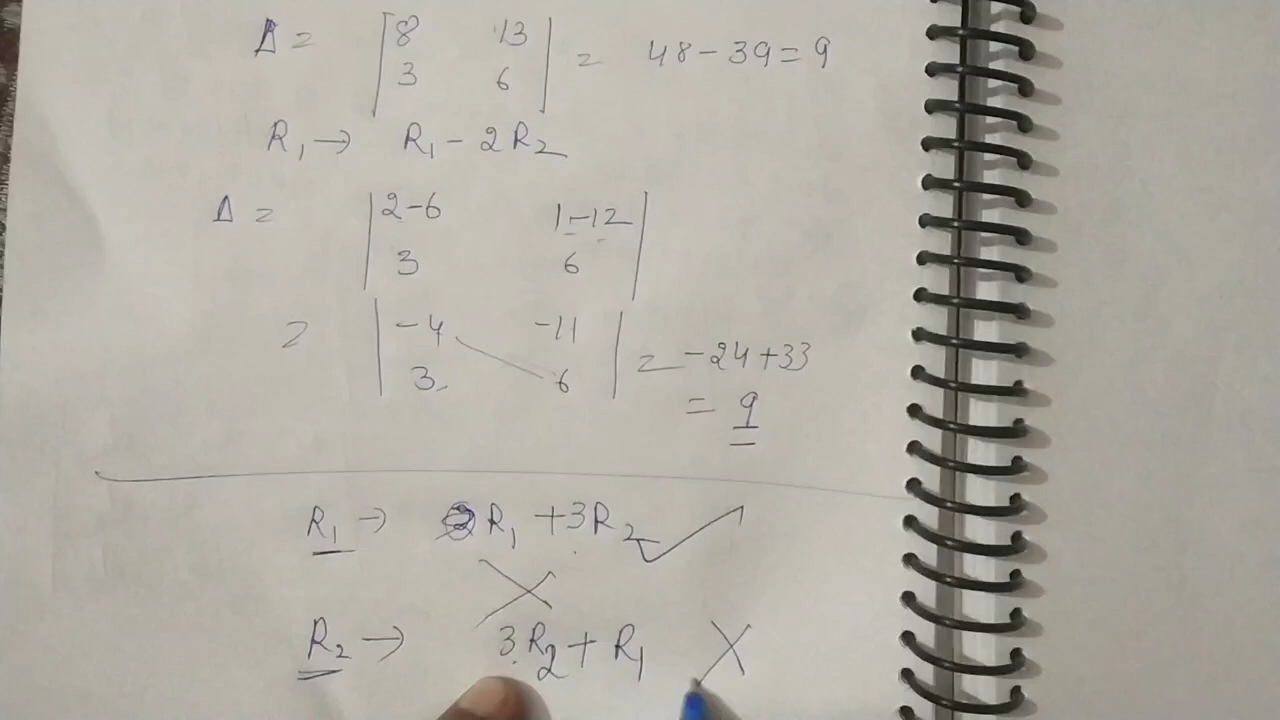 Δ = | 8 13 | = 48 - 39 = 9
| 3 6 |
R₁ → R₁ - 2R₂
Δ = | 2-6 1-12 |
| 3 6 |
= | -4 -11 | = -24 + 33
| 3 6 |
= 9
R₁ → R₁ + 3R₂ ✓
R₂ → 3R₂ + R₁ ✗